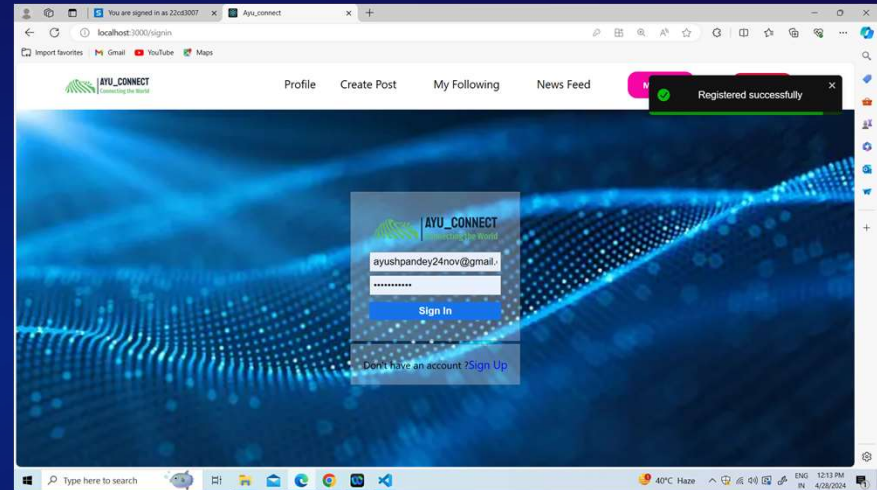 You are signed in as 22cd3007
Ayu_connect
localhost:3000/signin
Import favorites
Gmail
YouTube
Maps
AYU_CONNECT
Connecting the World
Profile
Create Post
My Following
News Feed
M
Registered successfully
AYU_CONNECT
Connecting the World
ayushpandey24nov@gmail.
Sign In
Don't have an account ?Sign Up
Type here to search
40°C Haze
ENG
IN
12:13 PM
4/28/2024